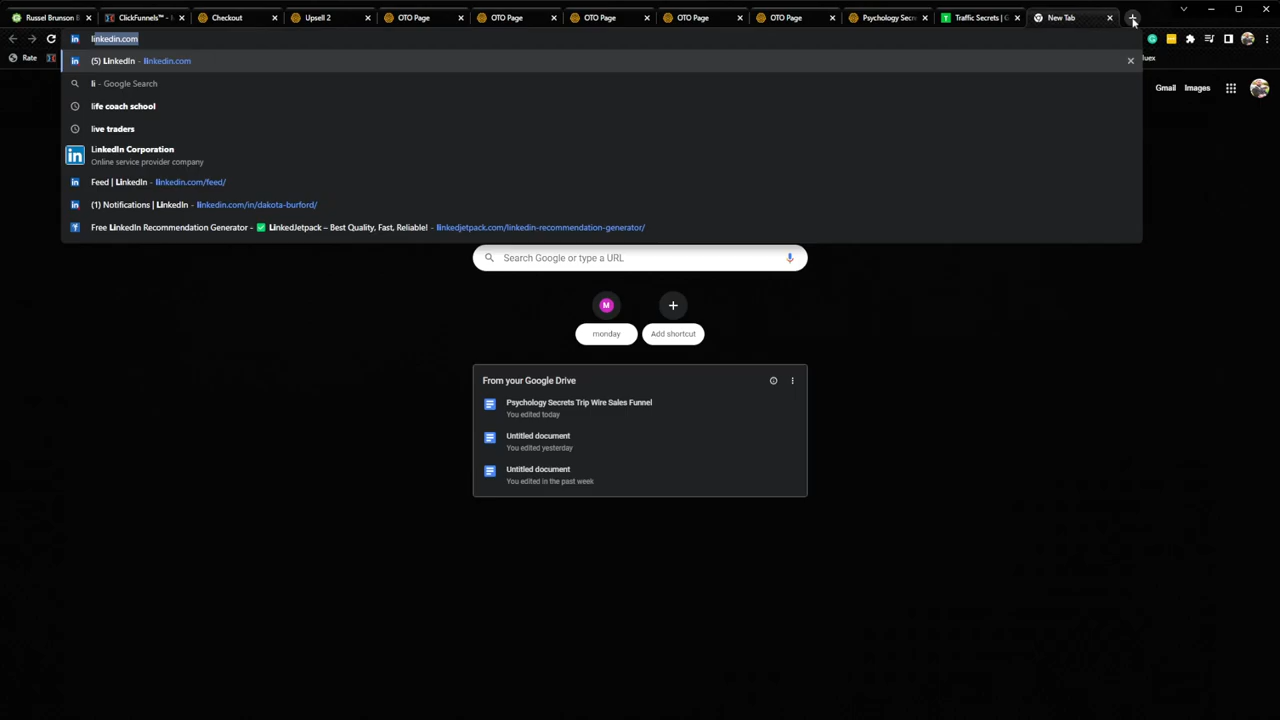 Russel Brunson B
ClickFunnels™ - I
Checkout
Upsell 2
OTO Page
OTO Page
OTO Page
OTO Page
OTO Page
Psychology Secr
Traffic Secrets | G
New Tab
linkedin.com
Rate
(5) LinkedIn - linkedin.com
li - Google Search
life coach school
live traders
LinkedIn Corporation
Online service provider company
Feed | LinkedIn - linkedin.com/feed/
(1) Notifications | LinkedIn - linkedin.com/in/dakota-burford/
Free LinkedIn Recommendation Generator - ✅ LinkedJetpack – Best Quality, Fast, Reliable! - linkedjetpack.com/linkedin-recommendation-generator/
Gmail
Images
Search Google or type a URL
M
monday
Add shortcut
From your Google Drive
Psychology Secrets Trip Wire Sales Funnel
You edited today
Untitled document
You edited yesterday
Untitled document
You edited in the past week